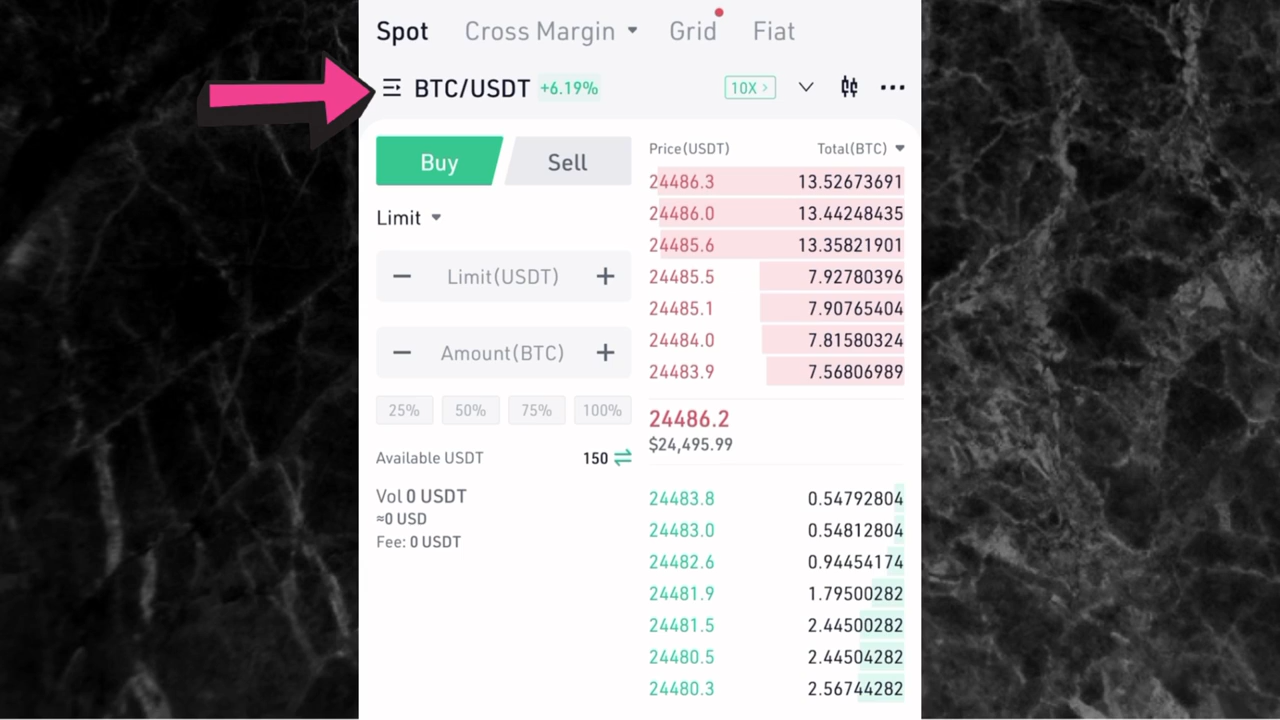 Spot Cross Margin Grid Fiat
BTC/USDT +6.19% 10X >
Buy Sell
Limit
Limit(USDT)
Amount(BTC)
25% 50% 75% 100%
Available USDT 150
Vol 0 USDT
≈0 USD
Fee: 0 USDT
Price(USDT) Total(BTC)
24486.3 13.52673691
24486.0 13.44248435
24485.6 13.35821901
24485.5 7.92780396
24485.1 7.90765404
24484.0 7.81580324
24483.9 7.56806989
24486.2
$24,495.99
24483.8 0.54792804
24483.0 0.54812804
24482.6 0.94454174
24481.9 1.79500282
24481.5 2.44500282
24480.5 2.44504282
24480.3 2.56744282